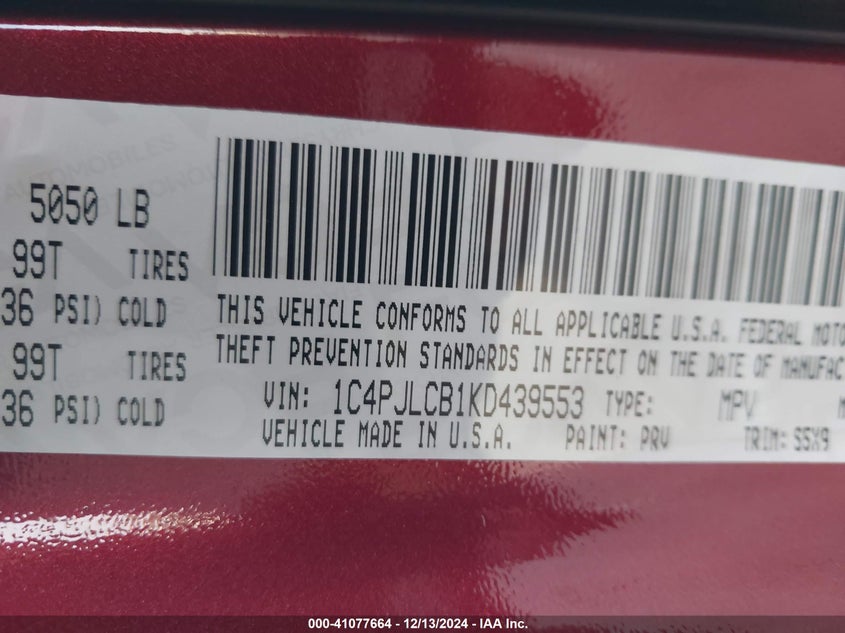 AUTOMOBILES
5050 LB
99T TIRES
36 PSI) COLD
99T TIRES
36 PSI) COLD
THIS VEHICLE CONFORMS TO ALL APPLICABLE U.S.A. FEDERAL MOTO
THEFT PREVENTION STANDARDS IN EFFECT ON THE DATE OF MANUFAC
VIN: 1C4PJLCB1KD439553 TYPE: MPV
VEHICLE MADE IN U.S.A. PAINT: PRV TRIM: S5X9
000-41077664 - 12/13/2024 - IAA Inc.